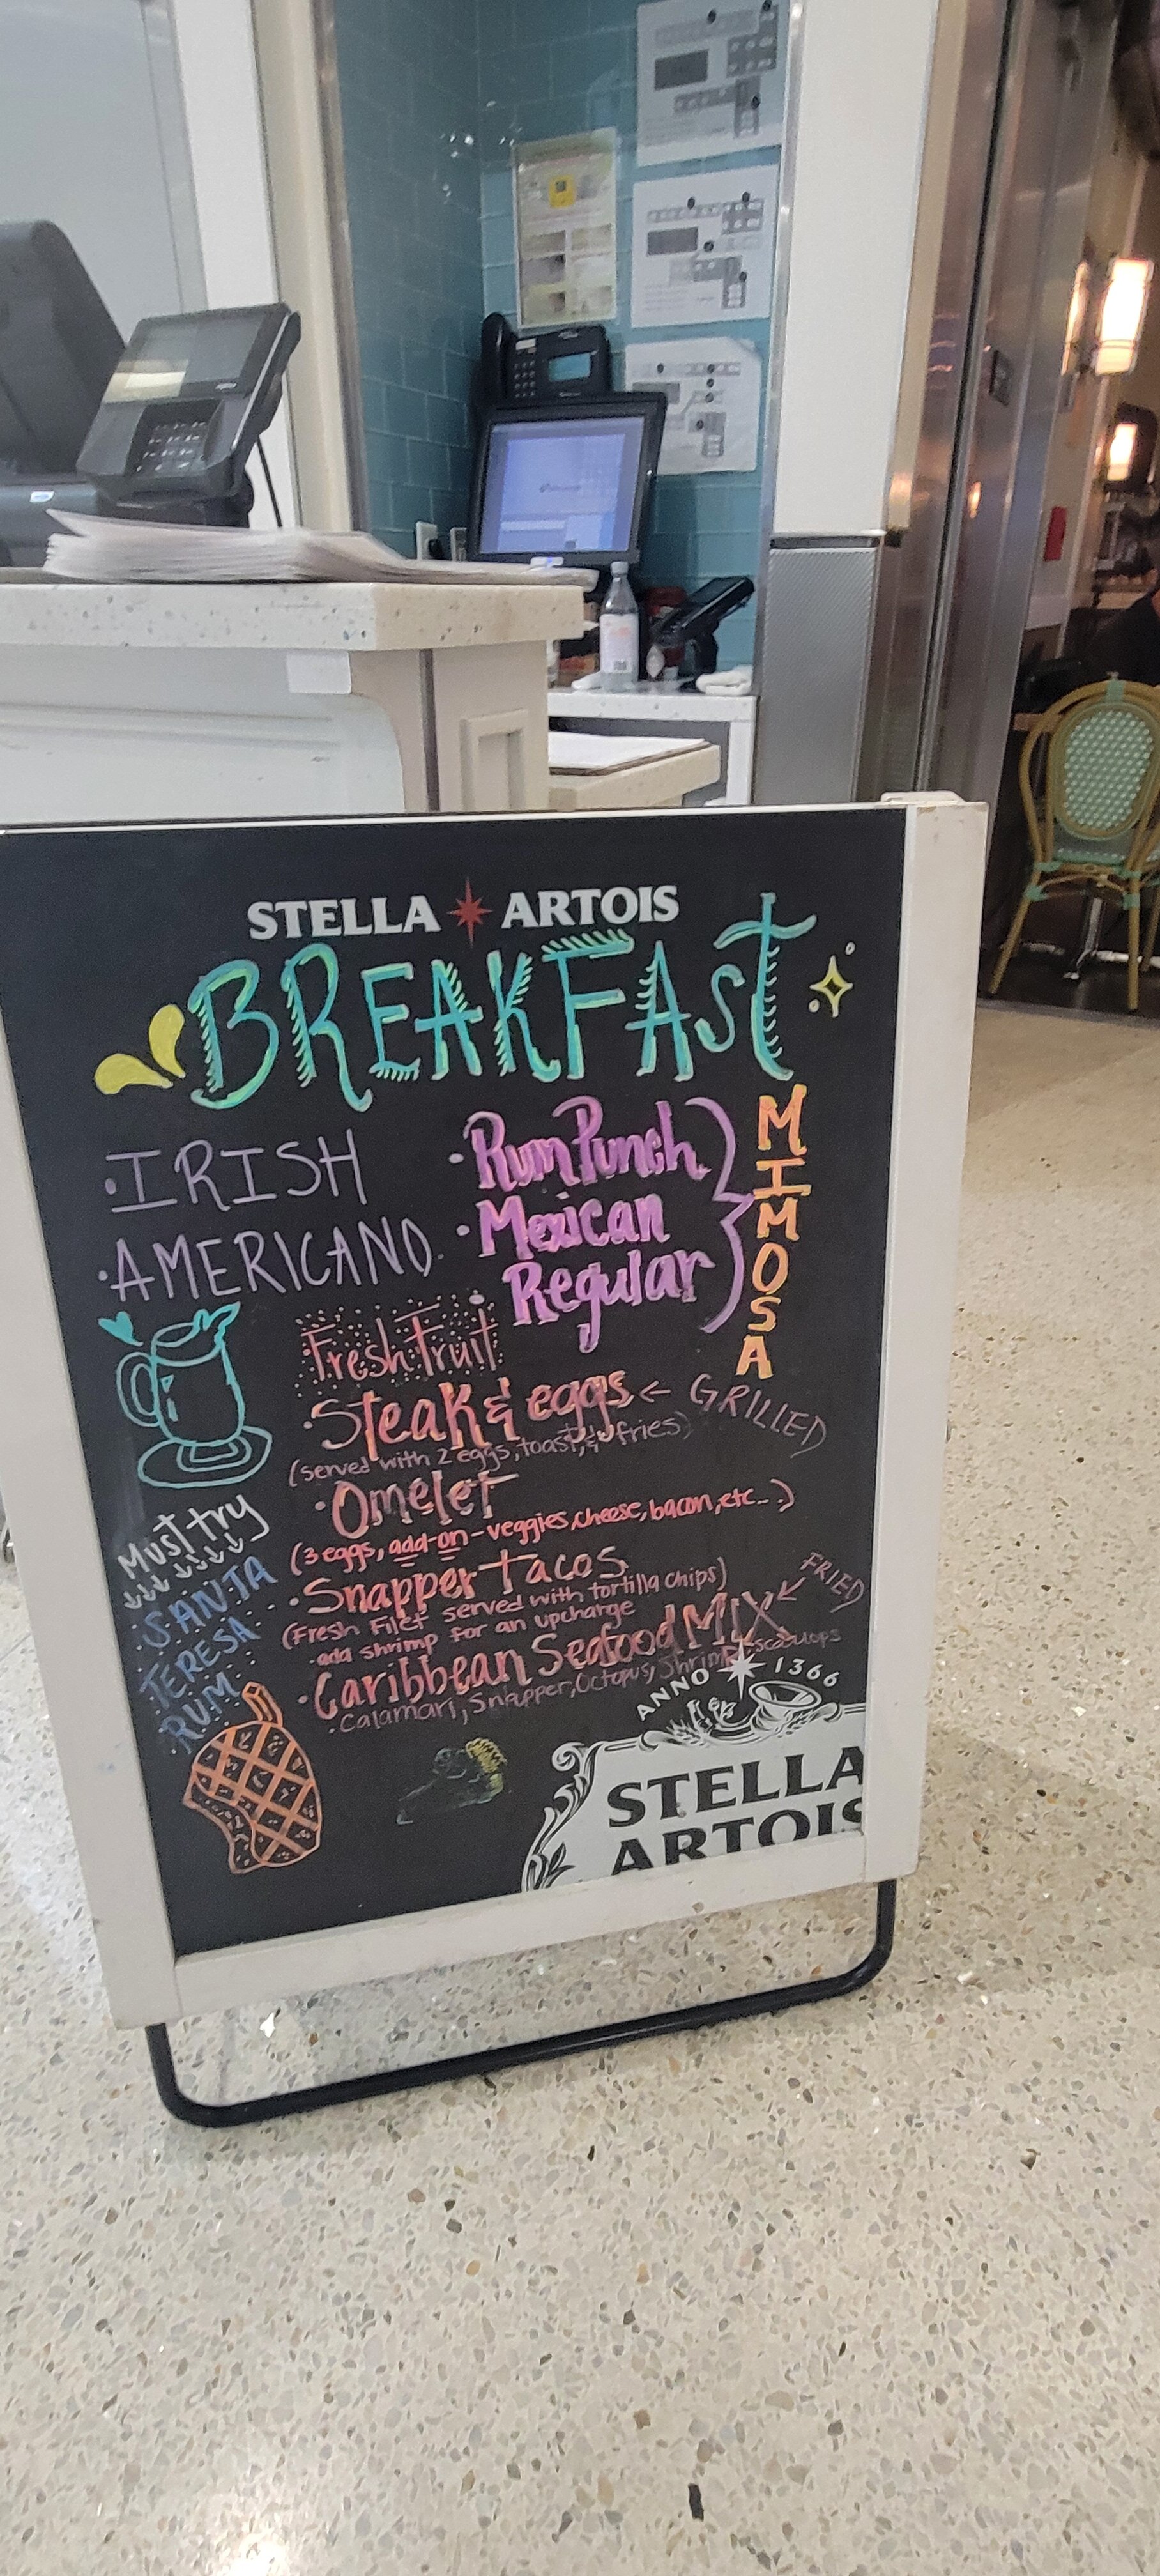 STELLA ARTOIS
BREAKFAST
·IRISH
·AMERICANO
·Rum Punch
·Mexican
Regular
MIMOSA
Fresh Fruit
·Steak & eggs ← GRILLED
(served with 2 eggs, toast, & fries)
·Omelet
(3 eggs, add-on - veggies, cheese, bacon, etc...)
·Snapper Tacos
(Fresh Filet served with tortilla chips)
·add shrimp for an upcharge
·Caribbean Seafood MIX
FRIED
·Calamari, Snapper, Octopus, Shrimp, scallops
Must try
·SANTA
TERESA
RUM
ANNO 1366
STELLA
ARTOIS